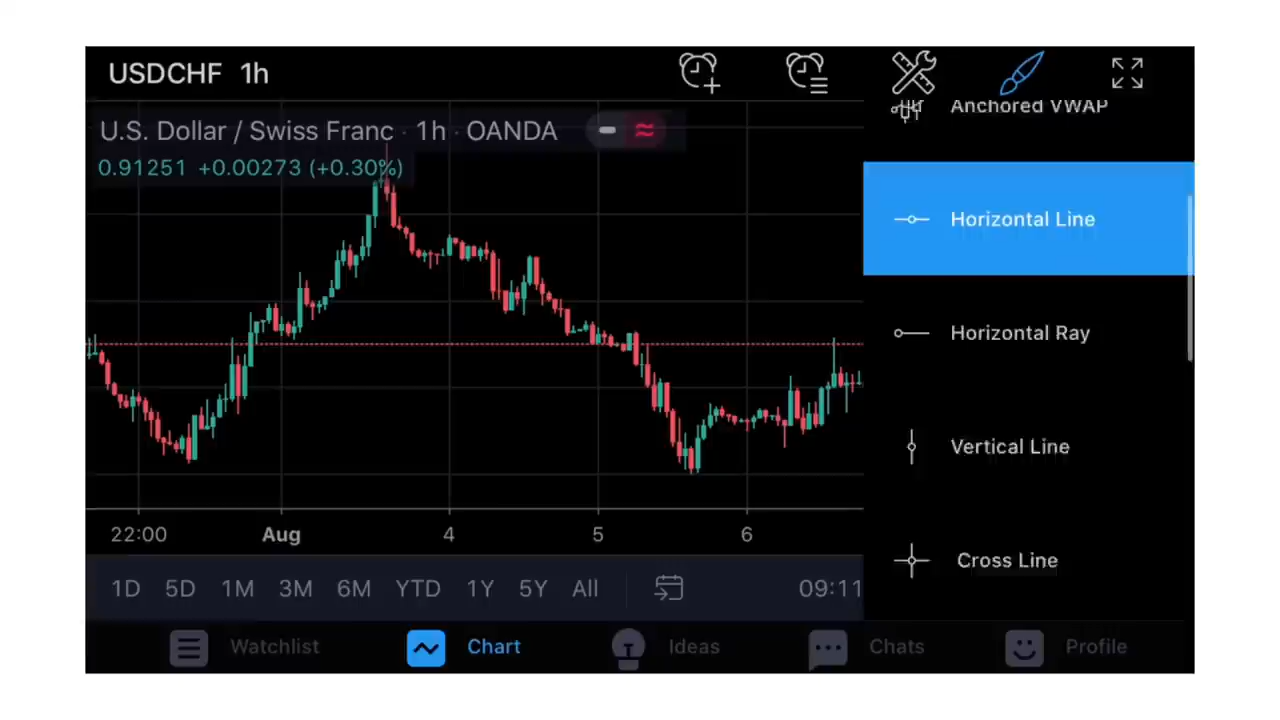 USDCHF 1h
U.S. Dollar / Swiss Franc · 1h · OANDA
0.91251 +0.00273 (+0.30%)
Anchored VWAP
Horizontal Line
Horizontal Ray
Vertical Line
Cross Line
22:00 Aug 4 5 6
1D 5D 1M 3M 6M YTD 1Y 5Y All 09:11
Watchlist Chart Ideas Chats Profile